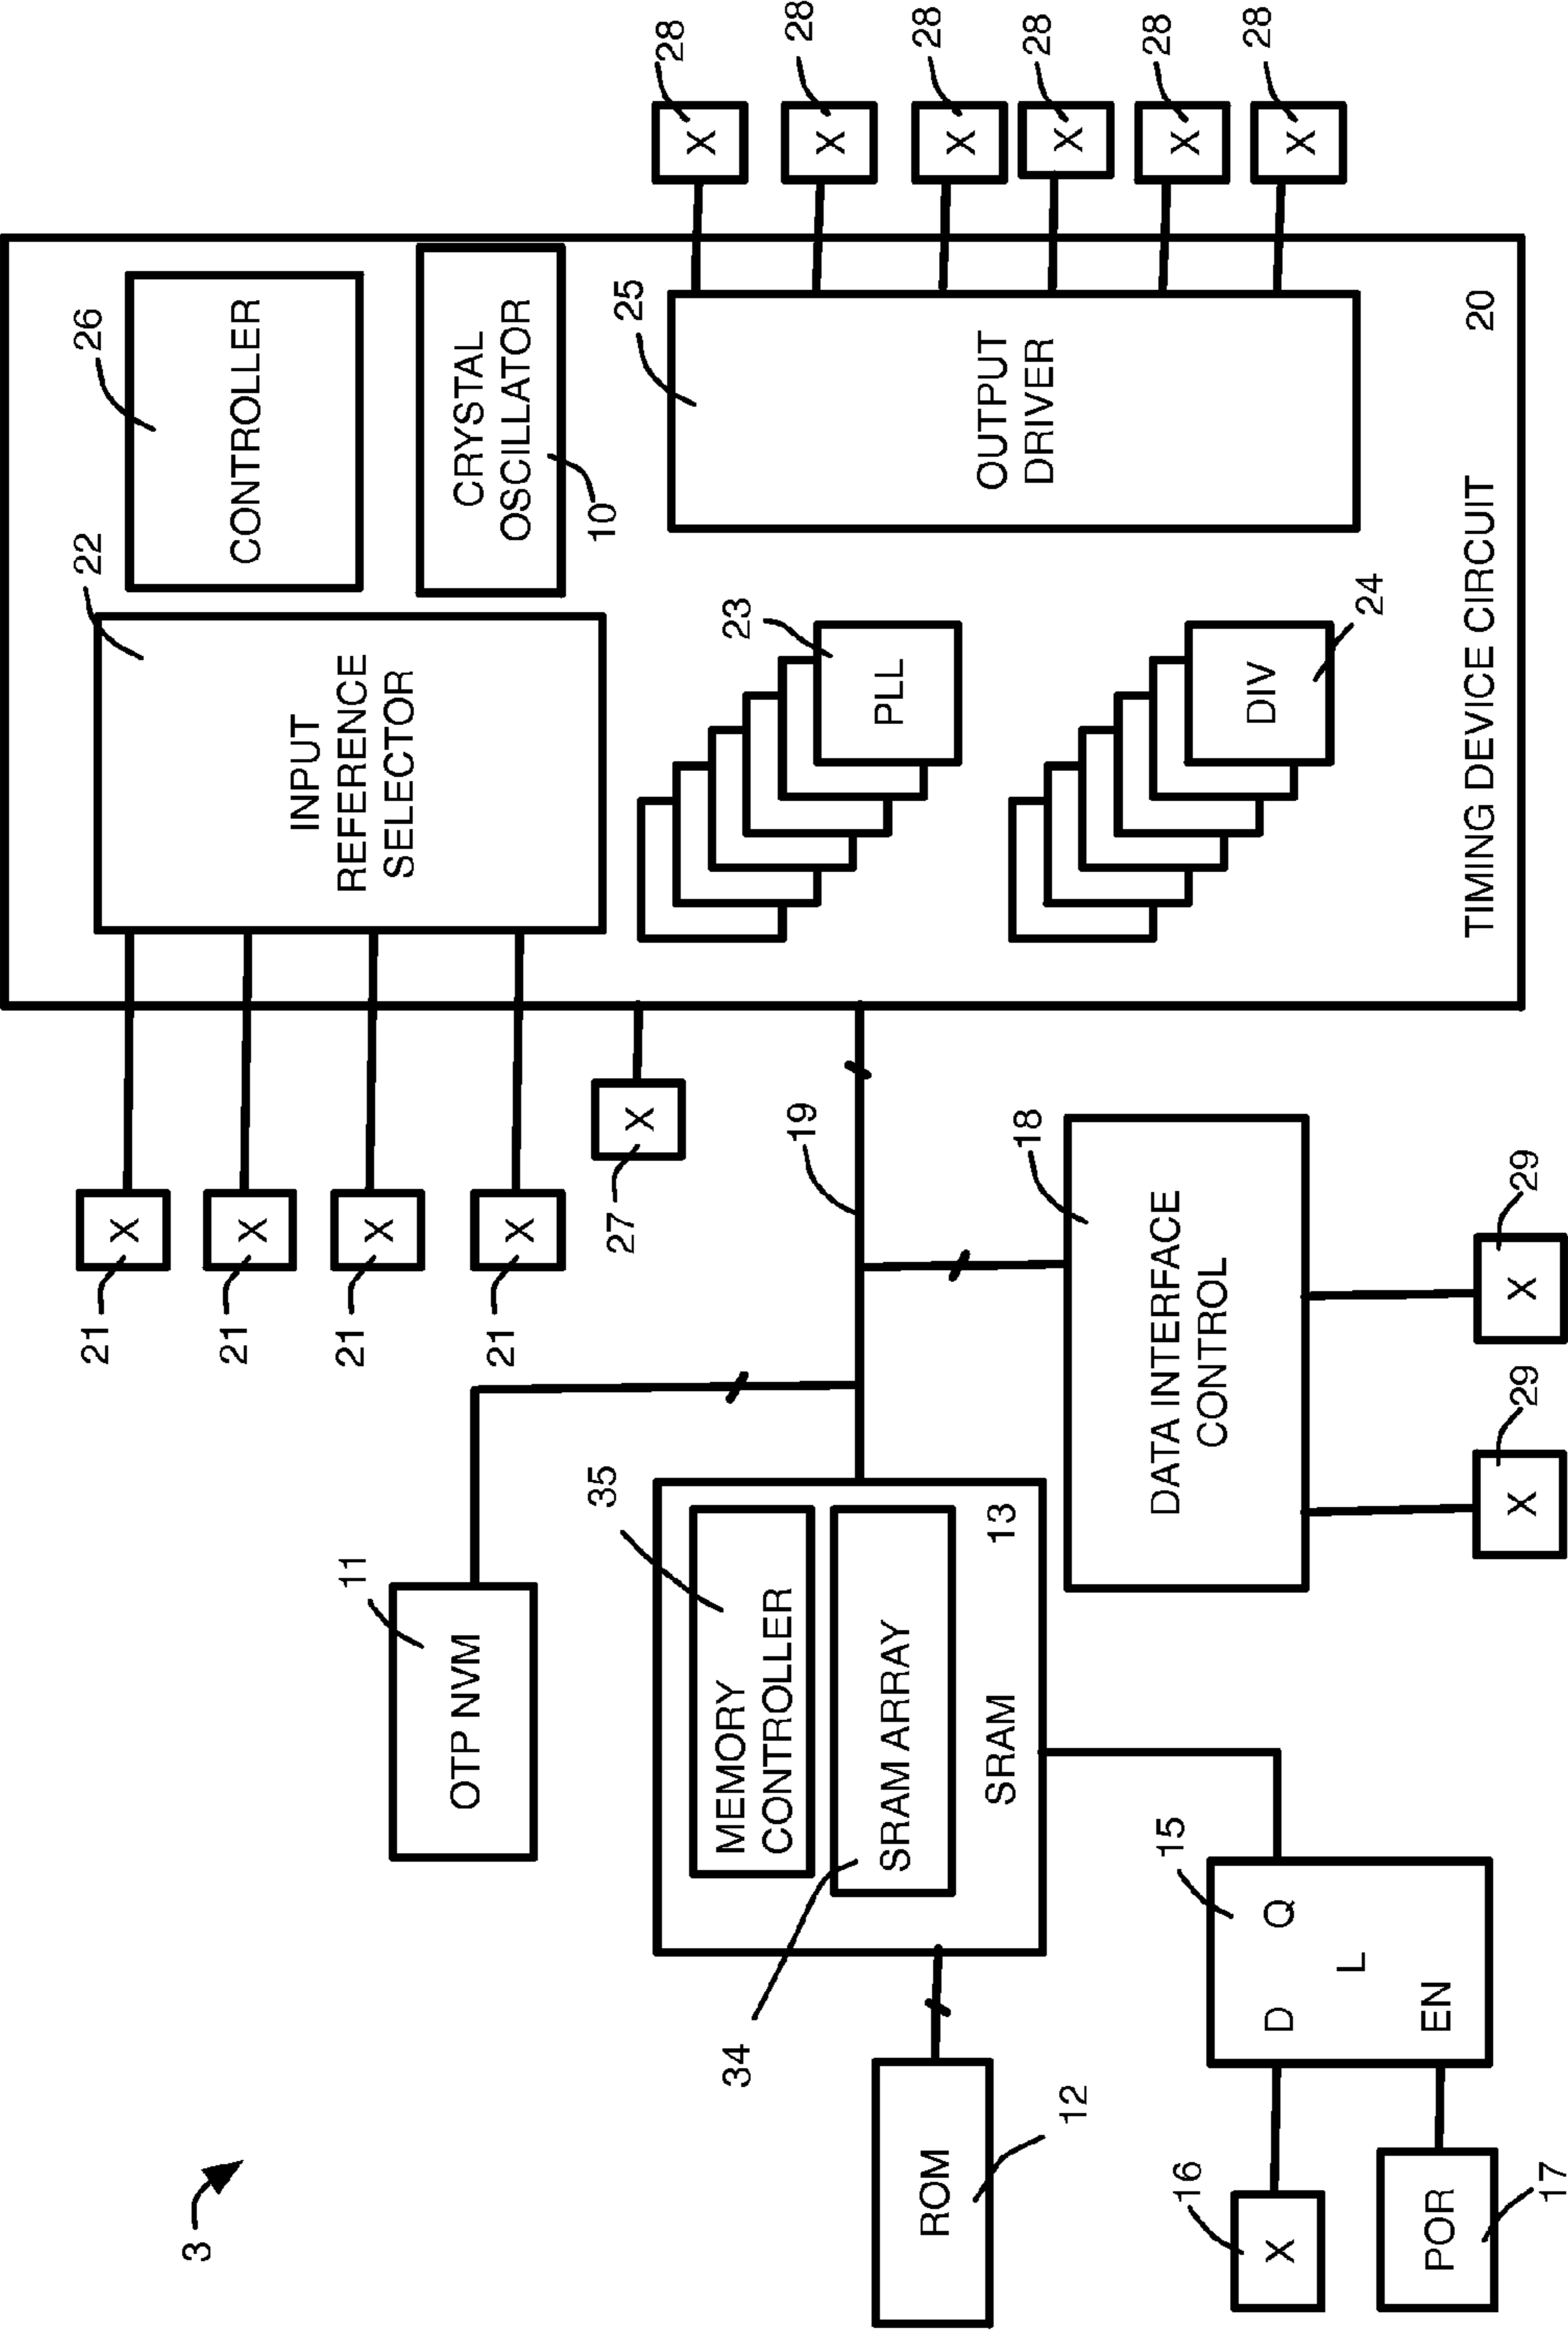 3
ROM
12
X
16
POR
17
D
Q
L
EN
15
OTP NVM
11
MEMORY
CONTROLLER
35
SRAM ARRAY
34
SRAM
13
DATA INTERFACE
CONTROL
18
X
29
X
29
19
X
21
X
21
X
21
X
21
X
27
INPUT
REFERENCE
SELECTOR
22
CONTROLLER
26
CRYSTAL
OSCILLATOR
10
PLL
23
DIV
24
OUTPUT
DRIVER
25
TIMING DEVICE CIRCUIT
20
X
28
X
28
X
28
X
28
X
28
X
28